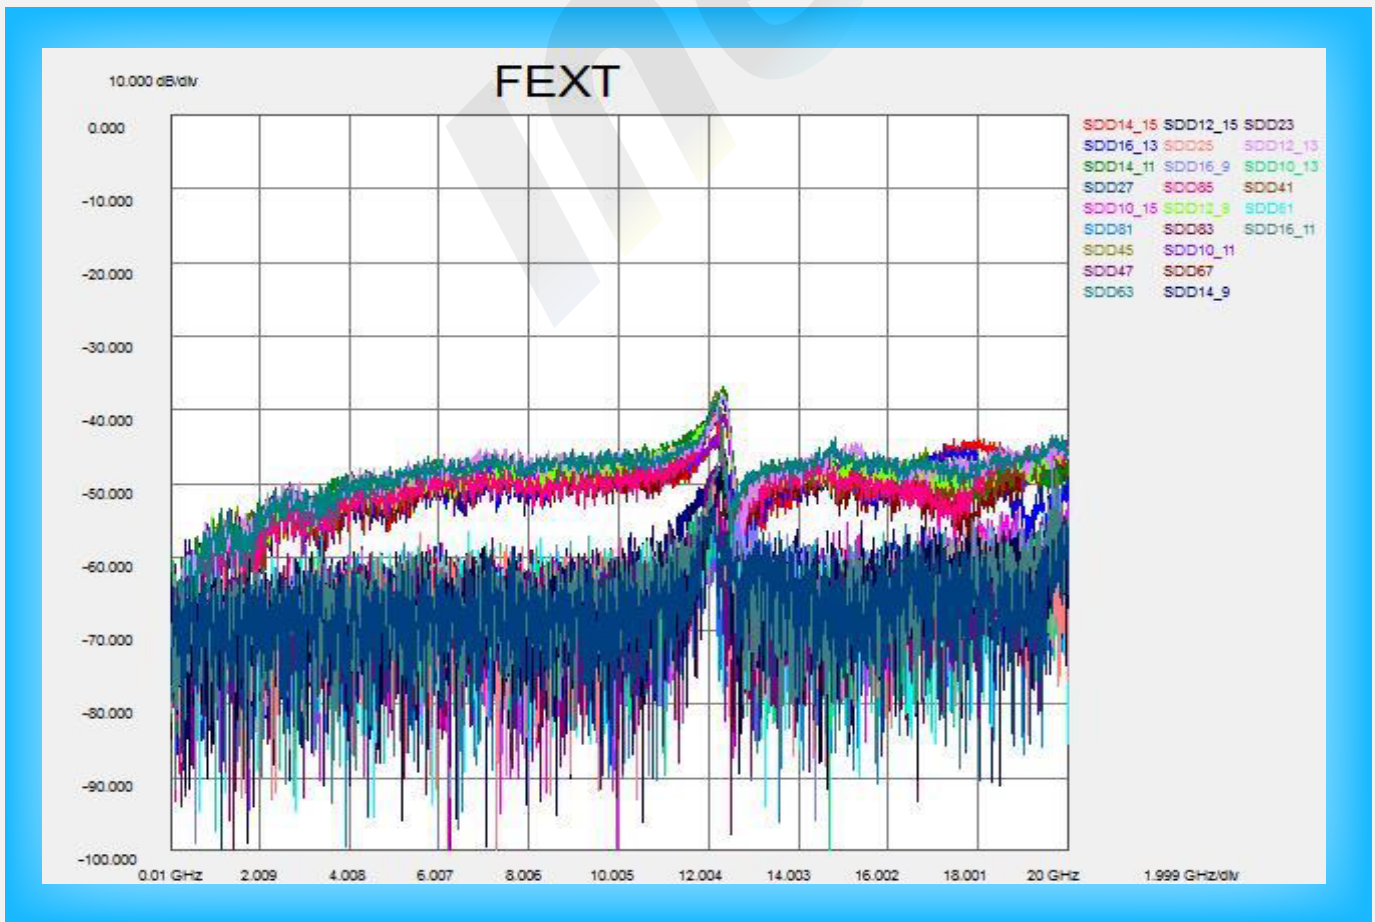 FEXT
10.000 dB/div
0.000
-10.000
-20.000
-30.000
-40.000
-50.000
-60.000
-70.000
-80.000
-90.000
-100.000
0.01 GHz 2.009 4.008 6.007 8.006 10.005 12.004 14.003 16.002 18.001 20 GHz 1.999 GHz/div
SDD14_15 SDD12_15 SDD23
SDD16_13 SDD25 SDD12_13
SDD14_11 SDD16_9 SDD10_13
SDD27 SDD85 SDD41
SDD10_15 SDD12_9 SDD61
SDD81 SDD83 SDD16_11
SDD45 SDD10_11
SDD47 SDD67
SDD63 SDD14_9